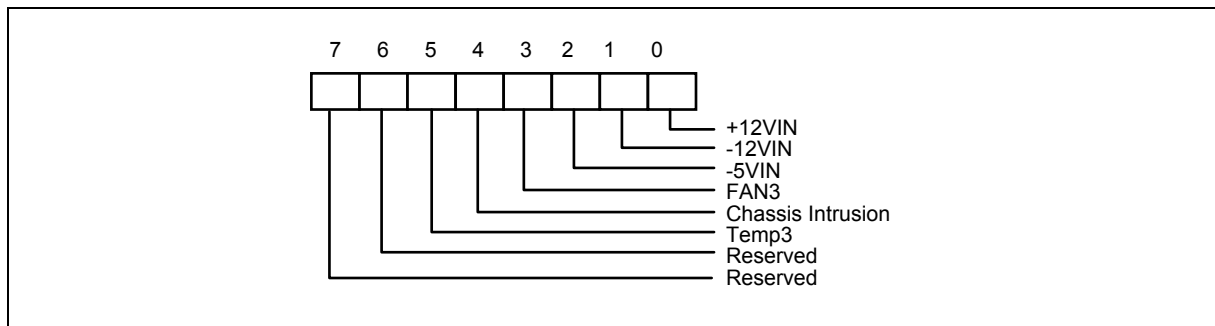 7 6 5 4 3 2 1 0
+12VIN
-12VIN
-5VIN
FAN3
Chassis Intrusion
Temp3
Reserved
Reserved